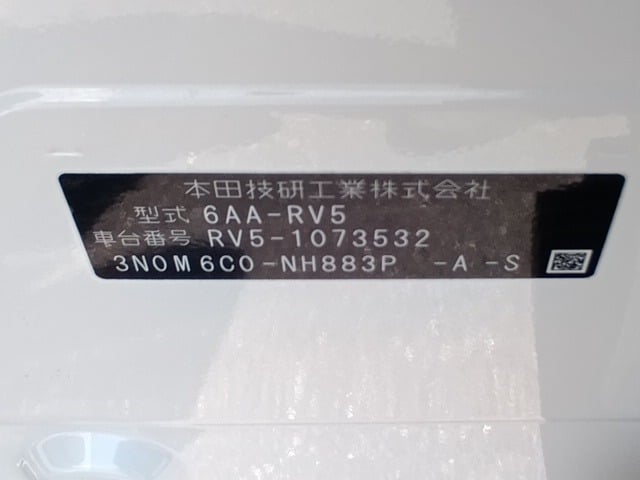 本田技研工業株式会社
型式 6AA-RV5
車台番号 RV5-1073532
3N0M6C0-NH883P -A-S